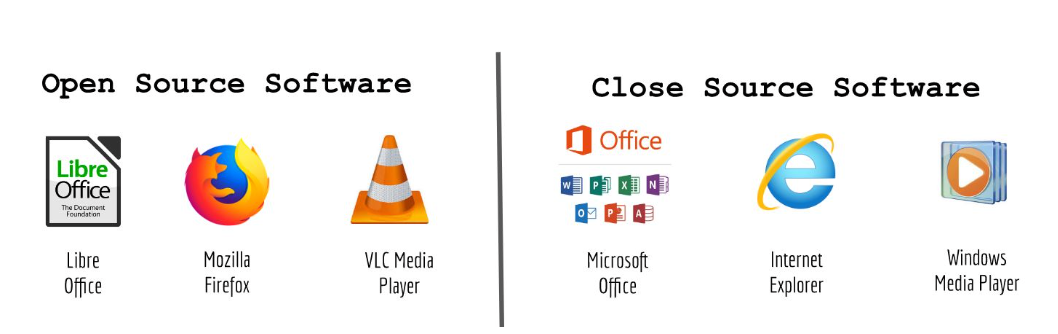 Open Source Software
Libre
Office
The Document
Foundation
Libre
Office
Mozilla
Firefox
VLC Media
Player
Close Source Software
Office
W P X N
O P A
Microsoft
Office
Internet
Explorer
Windows
Media Player